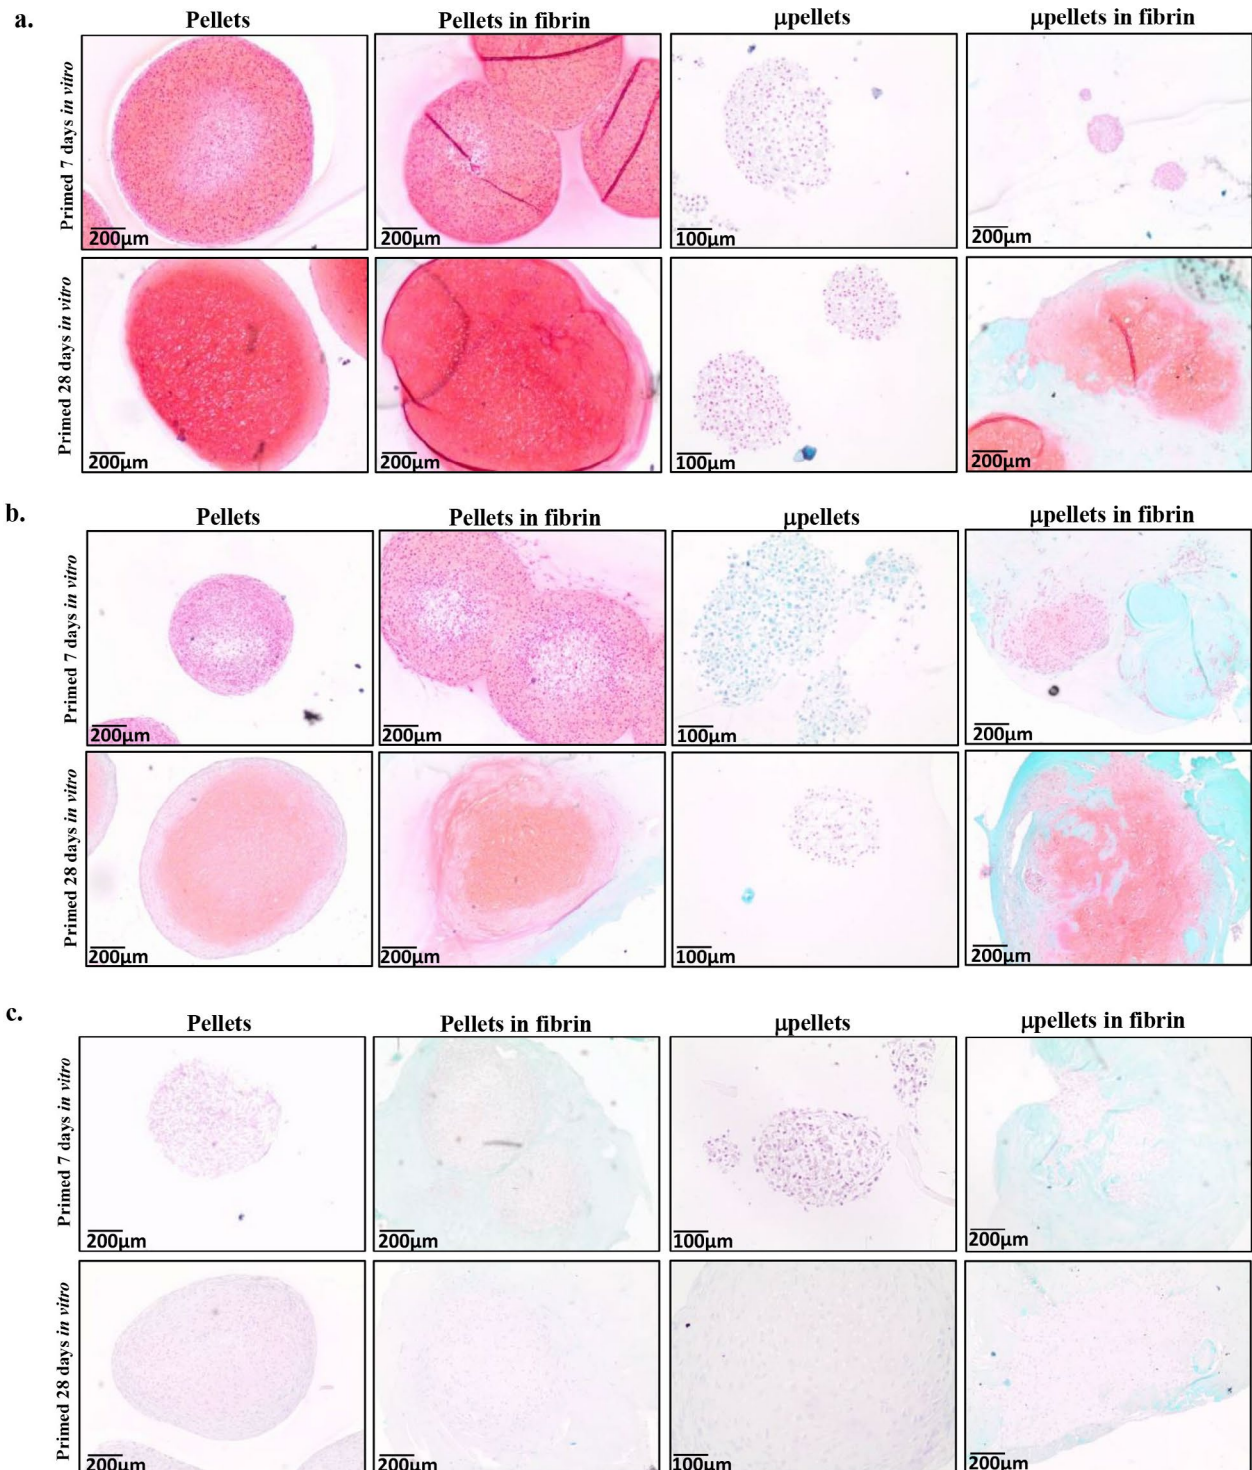 a.
Pellets
Pellets in fibrin
μpellets
μpellets in fibrin
Primed 7 days in vitro
200μm
200μm
100μm
200μm
Primed 28 days in vitro
200μm
200μm
100μm
200μm
b.
Pellets
Pellets in fibrin
μpellets
μpellets in fibrin
Primed 7 days in vitro
200μm
200μm
100μm
200μm
Primed 28 days in vitro
200μm
200μm
100μm
200μm
c.
Pellets
Pellets in fibrin
μpellets
μpellets in fibrin
Primed 7 days in vitro
200μm
200μm
100μm
200μm
Primed 28 days in vitro
200μm
200μm
100μm
200μm